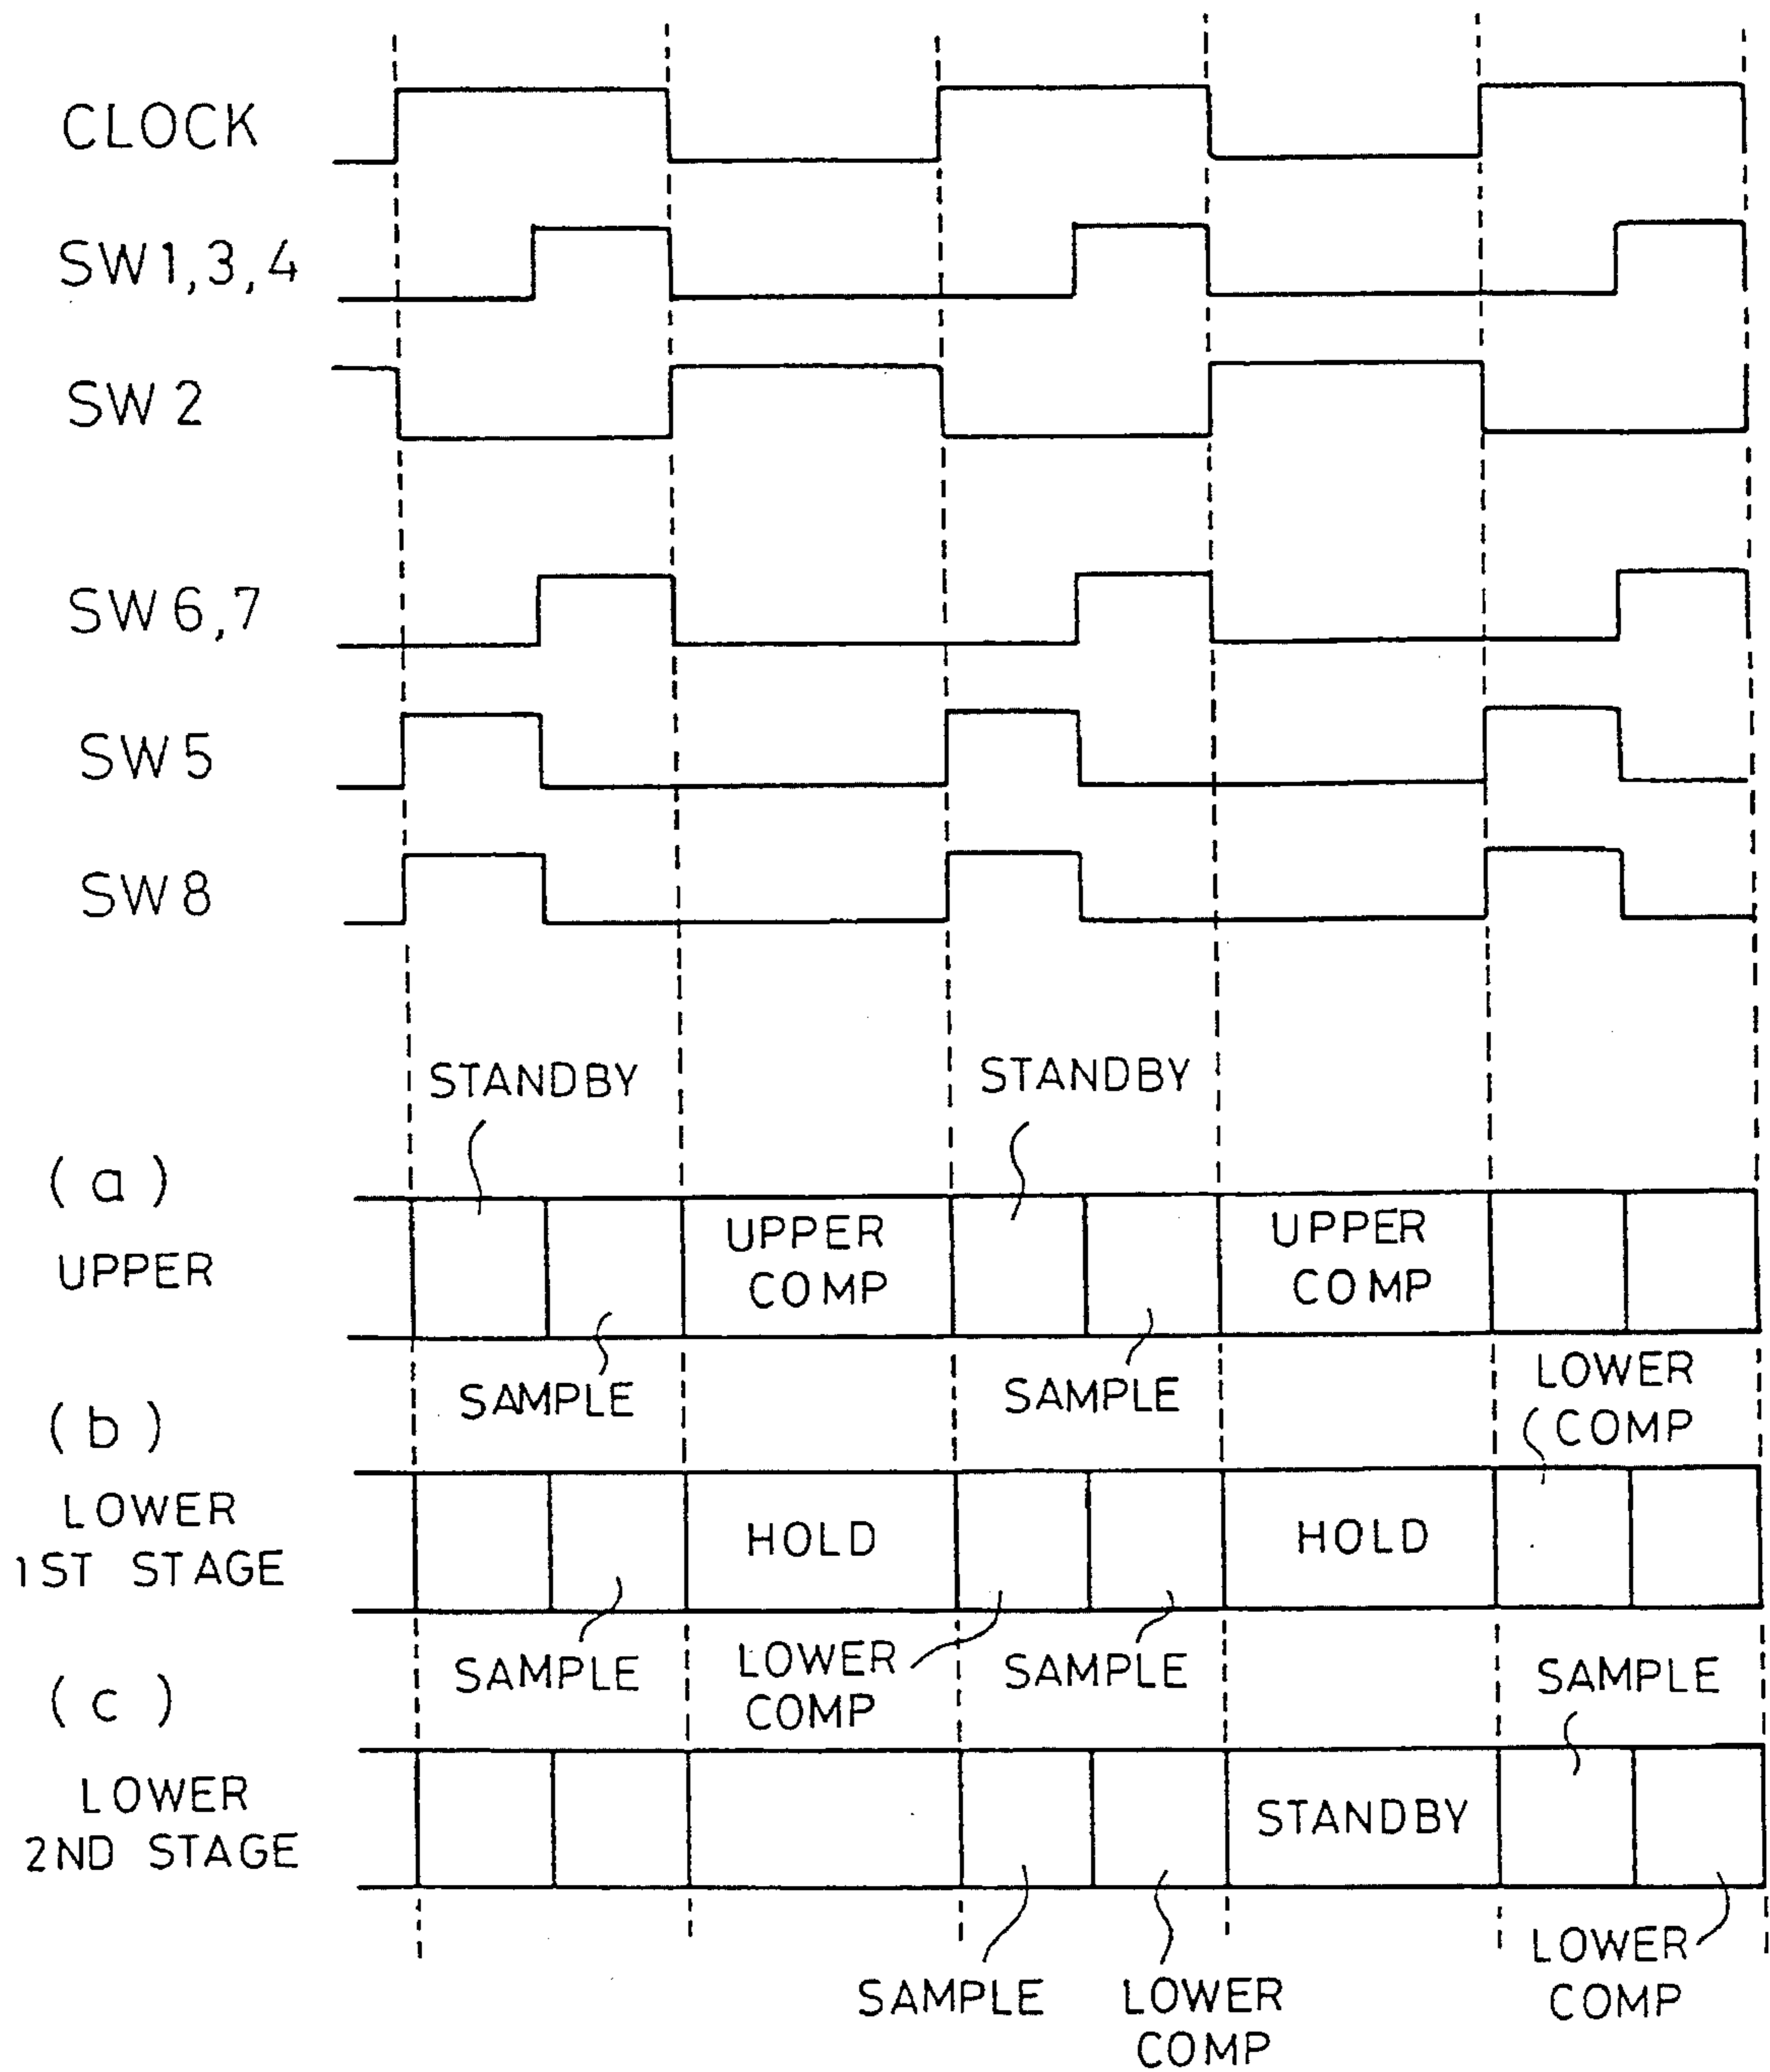 CLOCK
SW1,3,4
SW2
SW6,7
SW5
SW8
STANDBY
STANDBY
(a)
UPPER
UPPER
COMP
UPPER
COMP
SAMPLE
SAMPLE
LOWER
COMP
(b)
LOWER
1ST STAGE
HOLD
HOLD
SAMPLE
LOWER
COMP
SAMPLE
SAMPLE
(c)
LOWER
2ND STAGE
STANDBY
SAMPLE
LOWER
COMP
LOWER
COMP